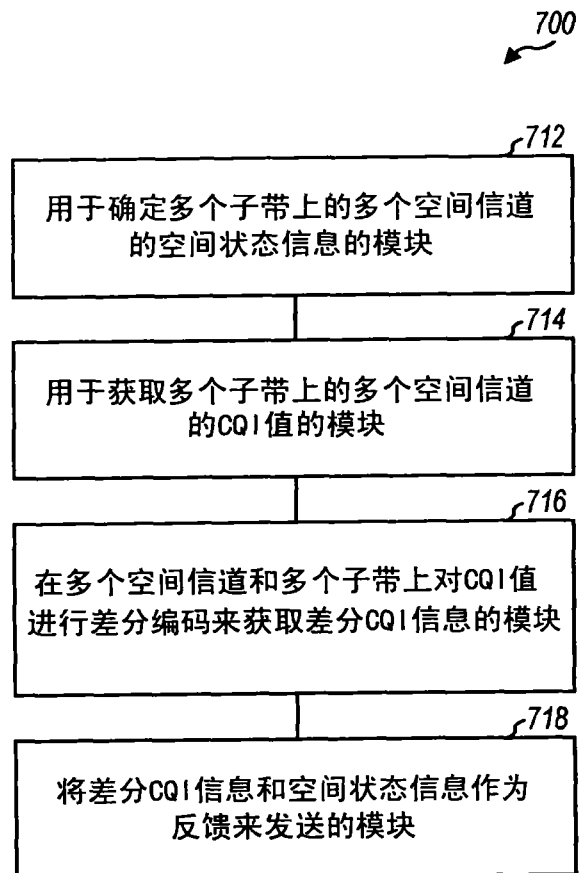 700
712
用于确定多个子带上的多个空间信道
的空间状态信息的模块
714
用于获取多个子带上的多个空间信道
的CQI值的模块
716
在多个空间信道和多个子带上对CQI值
进行差分编码来获取差分CQI信息的模块
718
将差分CQI信息和空间状态信息作为
反馈来发送的模块